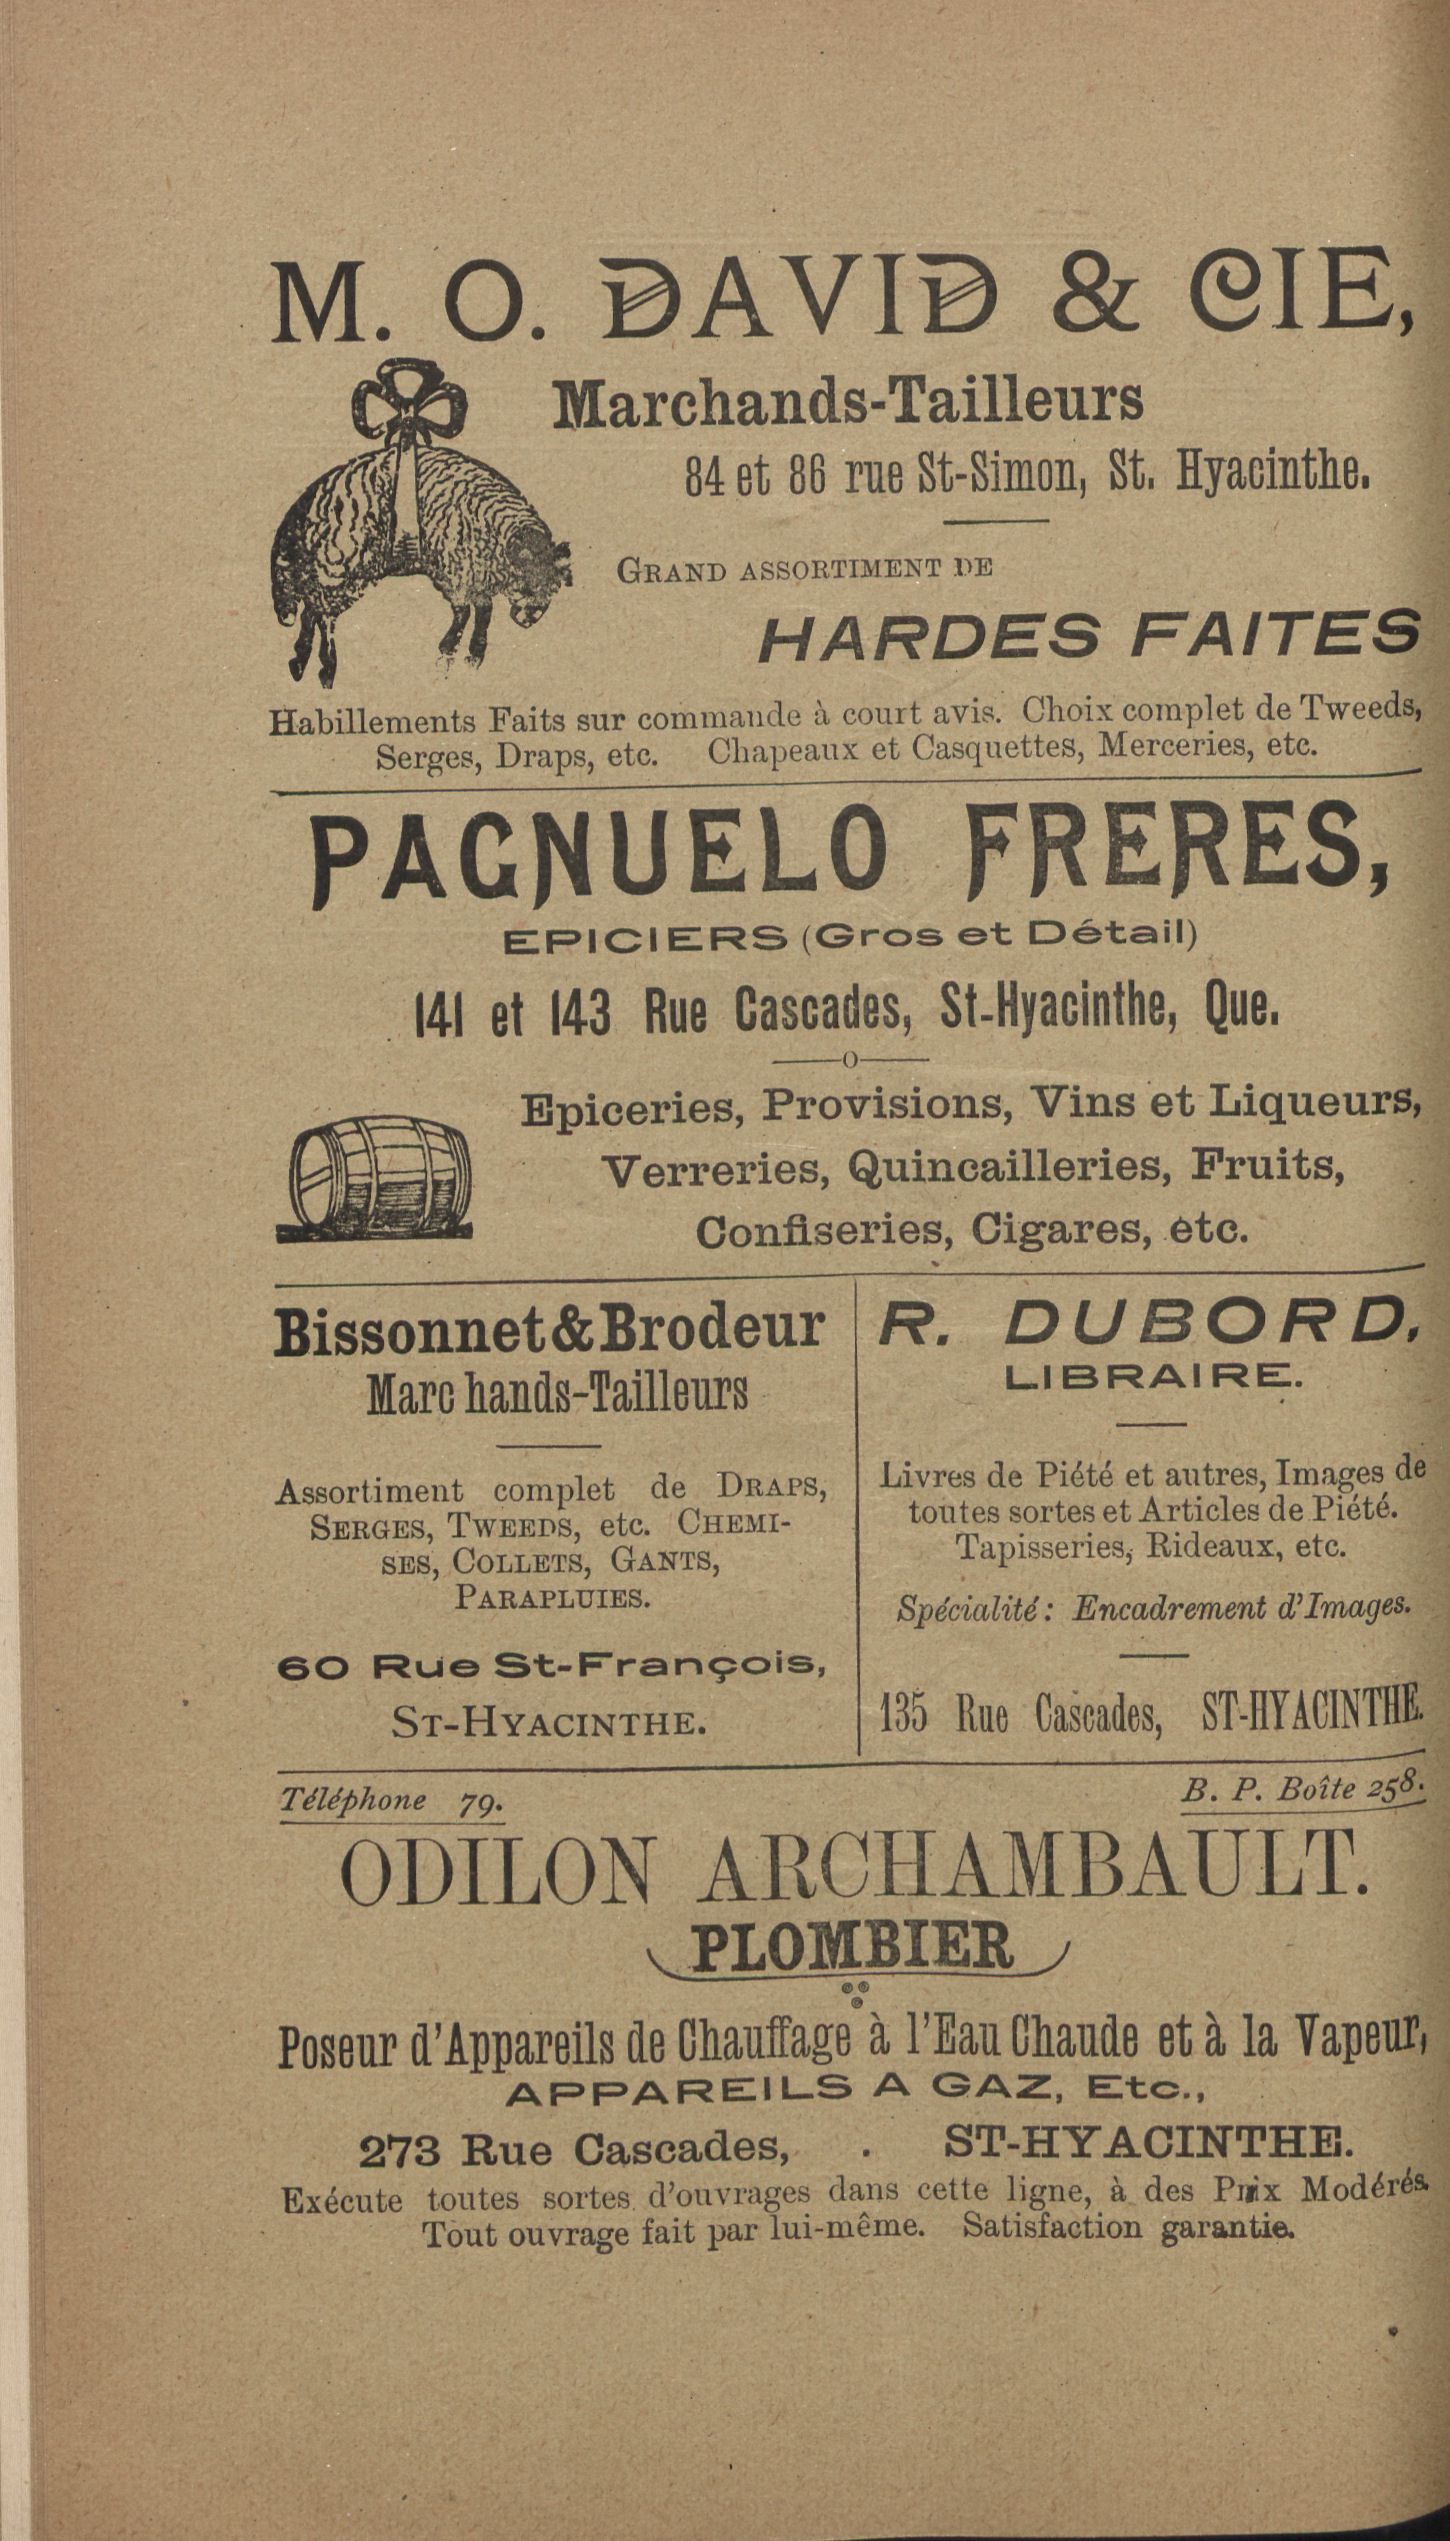 M. O. DAVID & CIE,
Marchands-Tailleurs
84 et 86 rue St-Simon, St. Hyacinthe.
GRAND ASSORTIMENT DE
HARDES FAITES
Habillements Faits sur commande à court avis. Choix complet de Tweeds,
Serges, Draps, etc. Chapeaux et Casquettes, Merceries, etc.
PAGNUELO FRERES,
EPICIERS (Gros et Détail)
141 et 143 Rue Cascades, St-Hyacinthe, Que.
——o——
Epiceries, Provisions, Vins et Liqueurs,
Verreries, Quincailleries, Fruits,
Confiseries, Cigares, etc.
Bissonnet & Brodeur
Marchands-Tailleurs
Assortiment complet de DRAPS,
SERGES, TWEEDS, etc. CHEMI-
SES, COLLETS, GANTS,
PARAPLUIES.
60 Rue St-François,
ST-HYACINTHE.
R. DUBORD,
LIBRAIRE.
Livres de Piété et autres, Images de
toutes sortes et Articles de Piété.
Tapisseries, Rideaux, etc.
Spécialité : Encadrement d'Images.
135 Rue Cascades, ST-HYACINTHE.
Téléphone 79. B. P. Boîte 258.
ODILON ARCHAMBAULT.
PLOMBIER
Poseur d'Appareils de Chauffage à l'Eau Chaude et à la Vapeur,
APPAREILS A GAZ, Etc.,
273 Rue Cascades, . ST-HYACINTHE.
Exécute toutes sortes d'ouvrages dans cette ligne, à des Prix Modérés.
Tout ouvrage fait par lui-même. Satisfaction garantie.